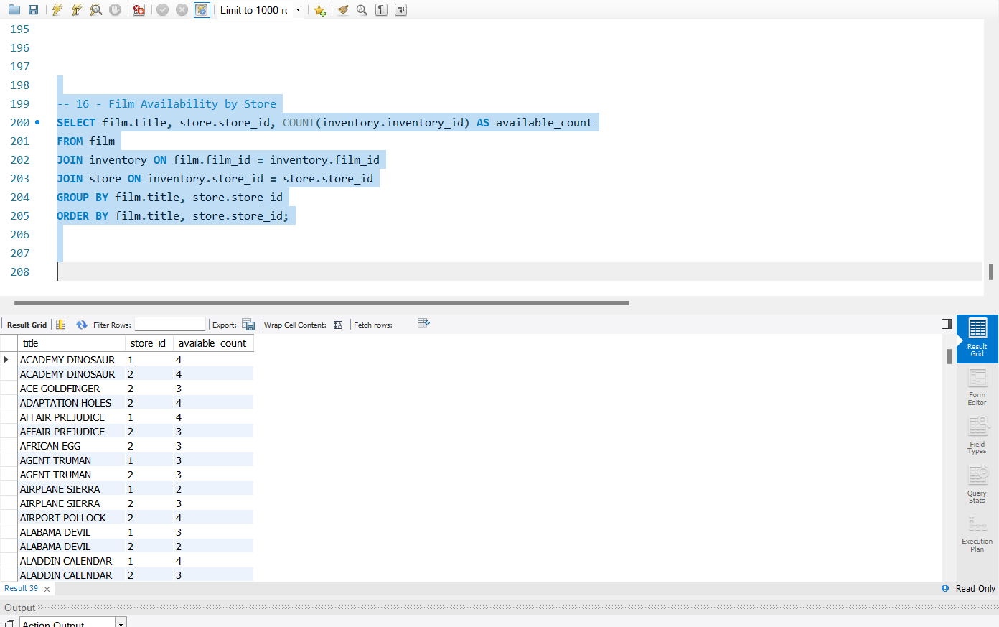 Limit to 1000 rc
195
196
197
198
199 -- 16 - Film Availability by Store
200 SELECT film.title, store.store_id, COUNT(inventory.inventory_id) AS available_count
201 FROM film
202 JOIN inventory ON film.film_id = inventory.film_id
203 JOIN store ON inventory.store_id = store.store_id
204 GROUP BY film.title, store.store_id
205 ORDER BY film.title, store.store_id;
206
207
208
Result Grid Filter Rows: Export: Wrap Cell Content: IA Fetch rows:
title store_id available_count
ACADEMY DINOSAUR 1 4
ACADEMY DINOSAUR 2 4
ACE GOLDFINGER 2 3
ADAPTATION HOLES 2 4
AFFAIR PREJUDICE 1 4
AFFAIR PREJUDICE 2 3
AFRICAN EGG 2 3
AGENT TRUMAN 1 3
AGENT TRUMAN 2 3
AIRPLANE SIERRA 1 2
AIRPLANE SIERRA 2 3
AIRPORT POLLOCK 2 4
ALABAMA DEVIL 1 3
ALABAMA DEVIL 2 2
ALADDIN CALENDAR 1 4
ALADDIN CALENDAR 2 3
Result
Grid
Form
Editor
Field
Types
Query
Stats
Execution
Plan
Result 39 Read Only
Output
Action Output